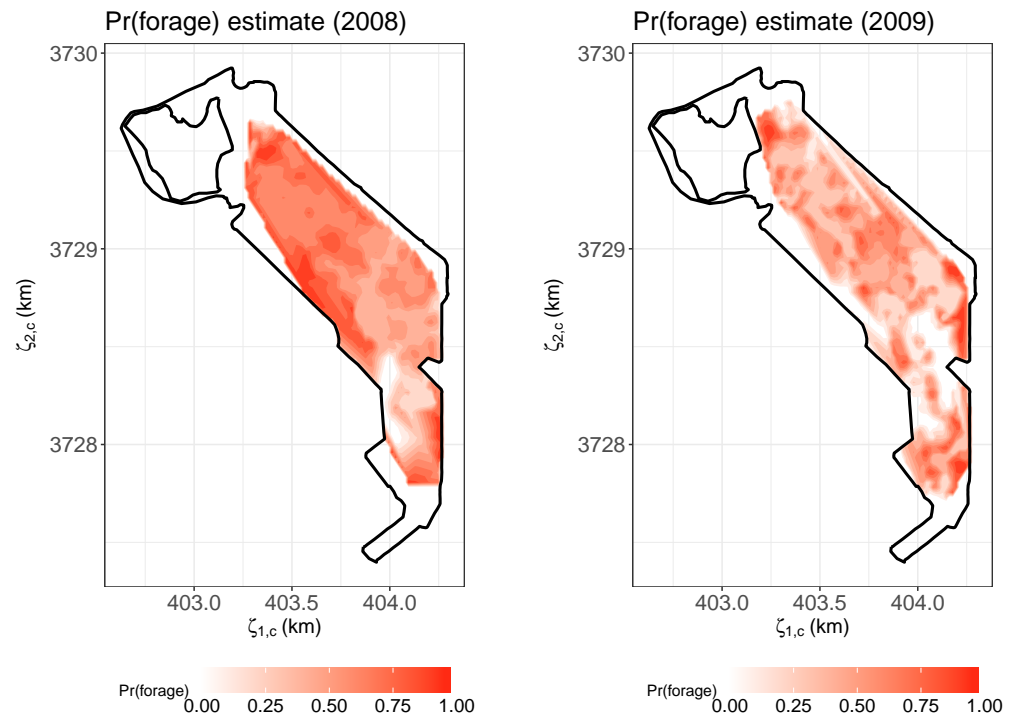 Pr(forage) estimate (2008)
3730
3729
3728
ζ2,c (km)
403.0 403.5 404.0
ζ1,c (km)
Pr(forage)
0.00 0.25 0.50 0.75 1.00
Pr(forage) estimate (2009)
3730
3729
3728
ζ2,c (km)
403.0 403.5 404.0
ζ1,c (km)
Pr(forage)
0.00 0.25 0.50 0.75 1.00